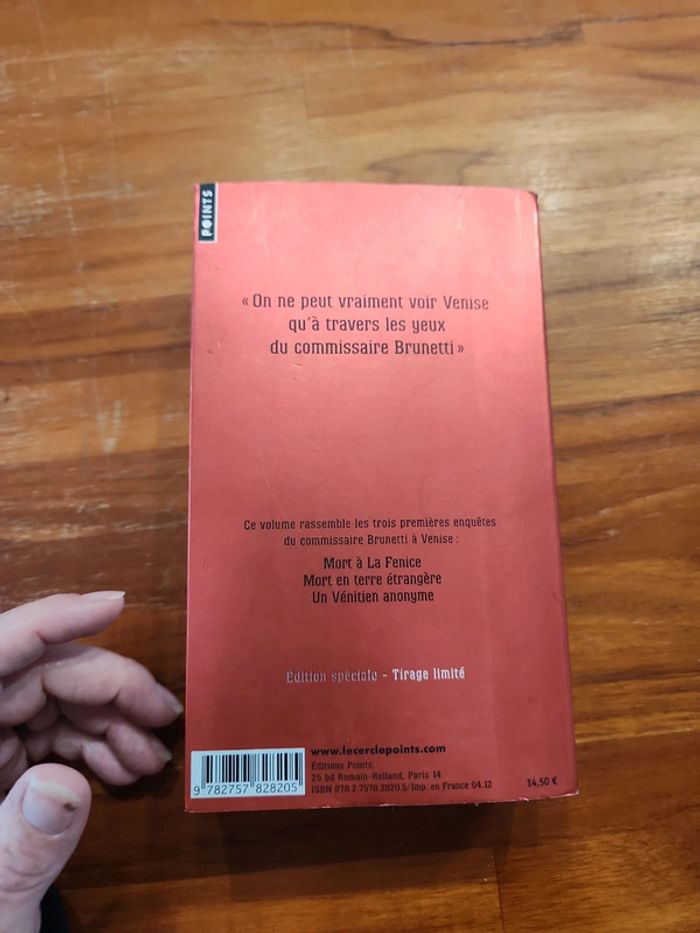 POINTS
« On ne peut vraiment voir Venise
qu'à travers les yeux
du commissaire Brunetti »
Ce volume rassemble les trois premières enquêtes
du commissaire Brunetti à Venise :
Mort à La Fenice
Mort en terre étrangère
Un Vénitien anonyme
Édition spéciale - Tirage limité
www.lecerclepoints.com
Éditions Points,
25 bd Romain-Rolland, Paris 14
ISBN 978.2.7578.2820.5/Imp. en France 04.12
14,50 €
9 782757 828205